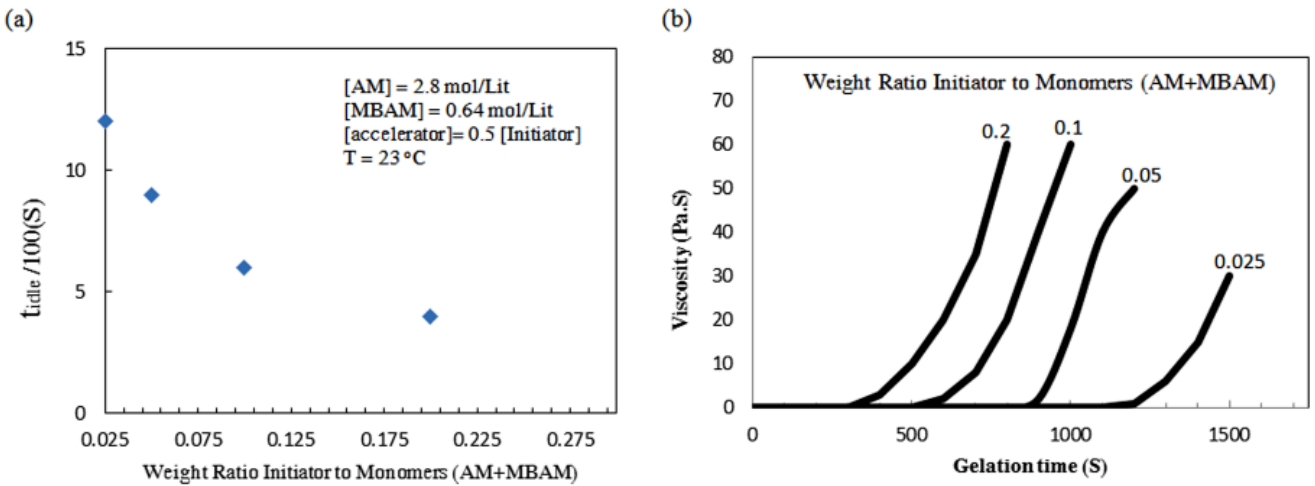 (a)
15
10
5
0
t idle /100(S)
[AM] = 2.8 mol/Lit
[MBAM] = 0.64 mol/Lit
[accelerator]= 0.5 [Initiator]
T = 23 °C
0.025 0.075 0.125 0.175 0.225 0.275
Weight Ratio Initiator to Monomers (AM+MBAM)
(b)
80
70
60
50
40
30
20
10
0
Viscosity (Pa.S)
Weight Ratio Initiator to Monomers (AM+MBAM)
0.2
0.1
0.05
0.025
0 500 1000 1500
Gelation time (S)